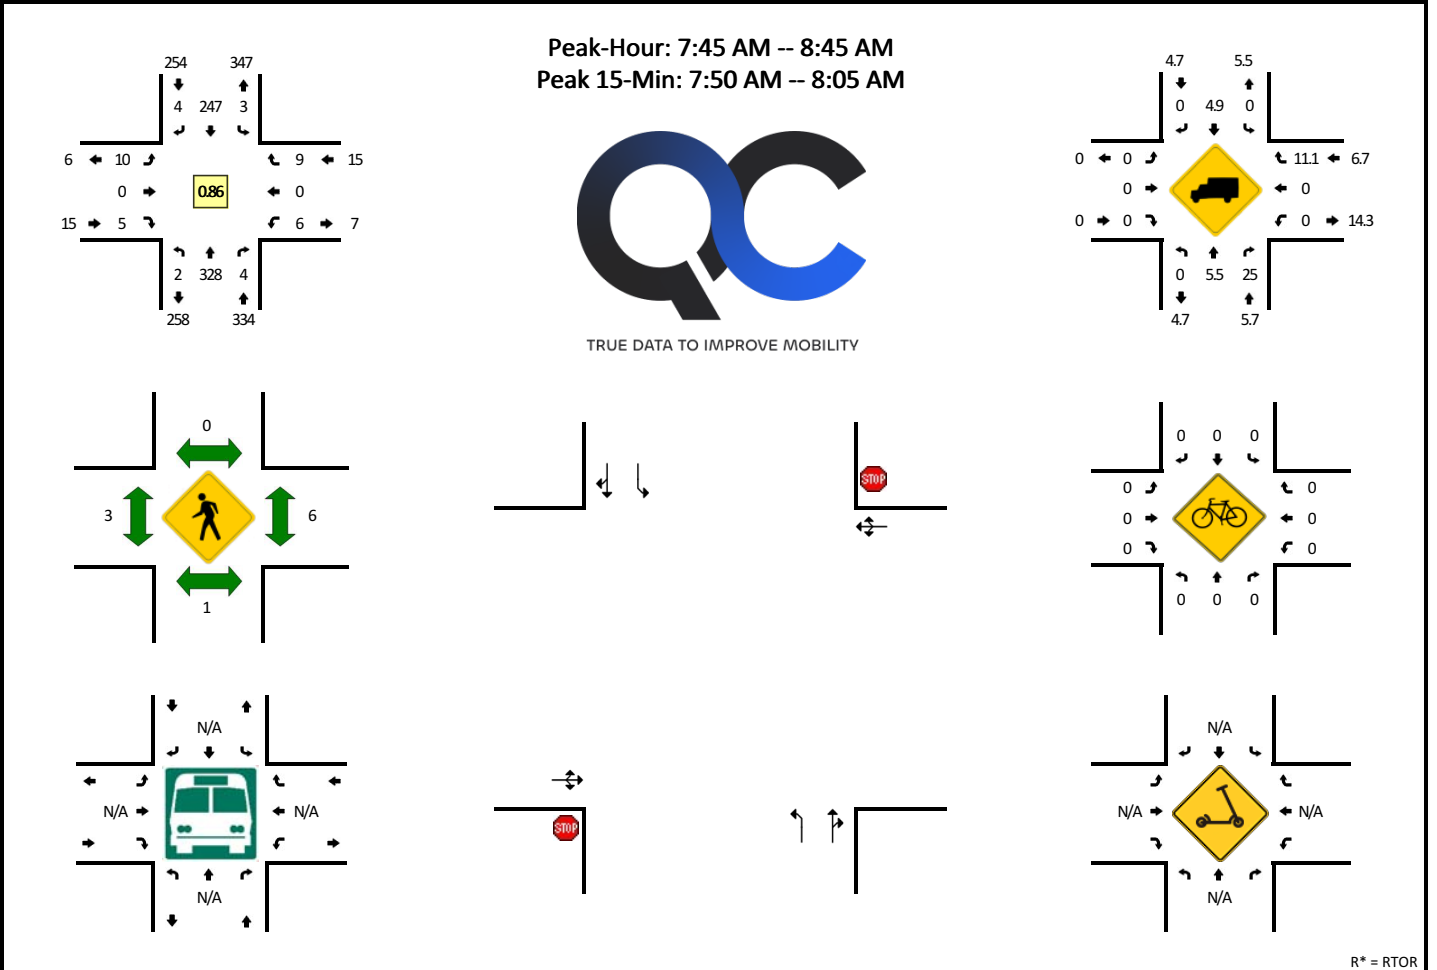 Peak-Hour: 7:45 AM -- 8:45 AM
Peak 15-Min: 7:50 AM -- 8:05 AM
254 347
4 247 3
6 10 9 15
0 0.86 0
15 5 6 7
2 328 4
258 334
QC
TRUE DATA TO IMPROVE MOBILITY
4.7 5.5
0 4.9 0
0 0 11.1 6.7
0 0
0 0 0 14.3
0 5.5 25
4.7 5.7
0
3 6
1
STOP
STOP
0 0 0
0 0
0 0
0 0
0 0 0
N/A
N/A N/A
N/A
N/A
N/A N/A
N/A
R* = RTOR